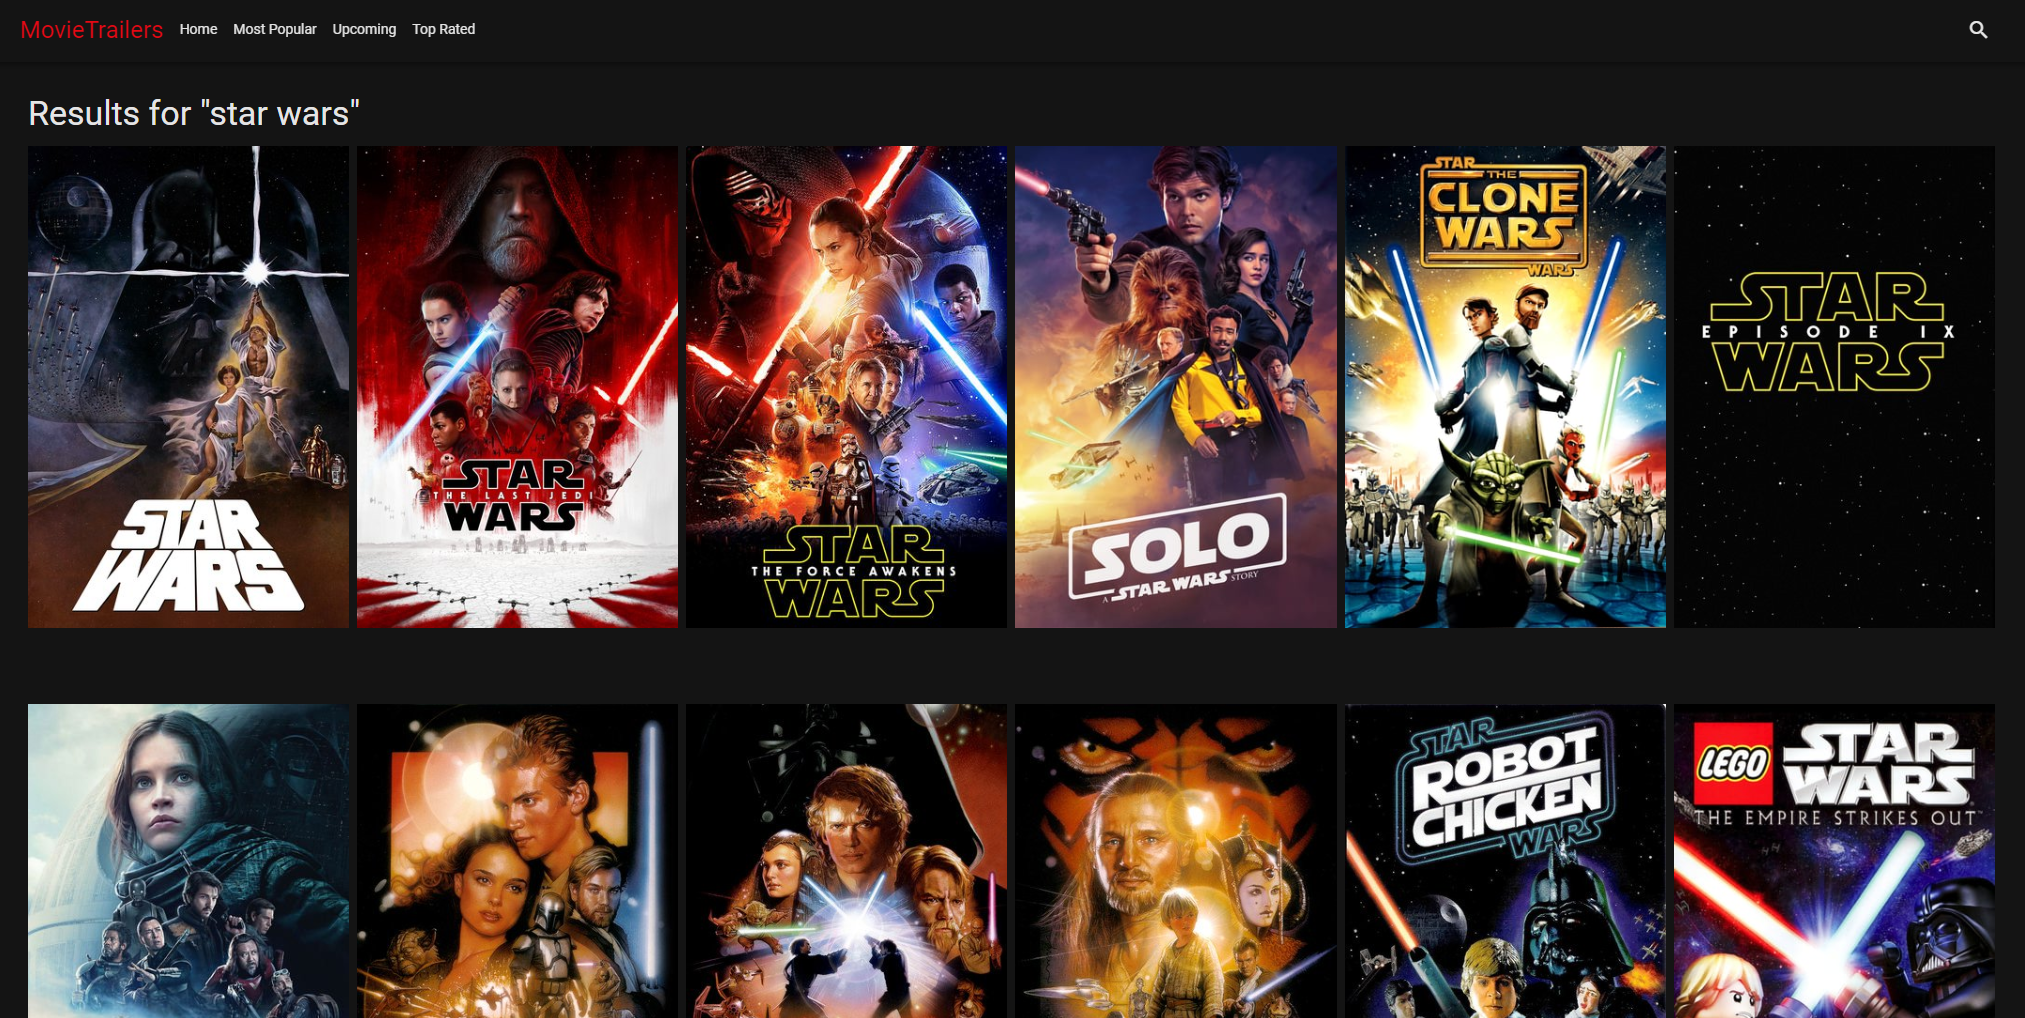 MovieTrailers Home Most Popular Upcoming Top Rated
Results for "star wars"
STAR
WARS
STAR
THE LAST JEDI
WARS
STAR
THE FORCE AWAKENS
WARS
SOLO
A STAR WARS STORY
STAR
THE
CLONE
WARS
WARS
STAR
EPISODE IX
WARS
STAR
ROBOT
CHICKEN
WARS
LEGO
STAR
WARS
THE EMPIRE STRIKES OUT